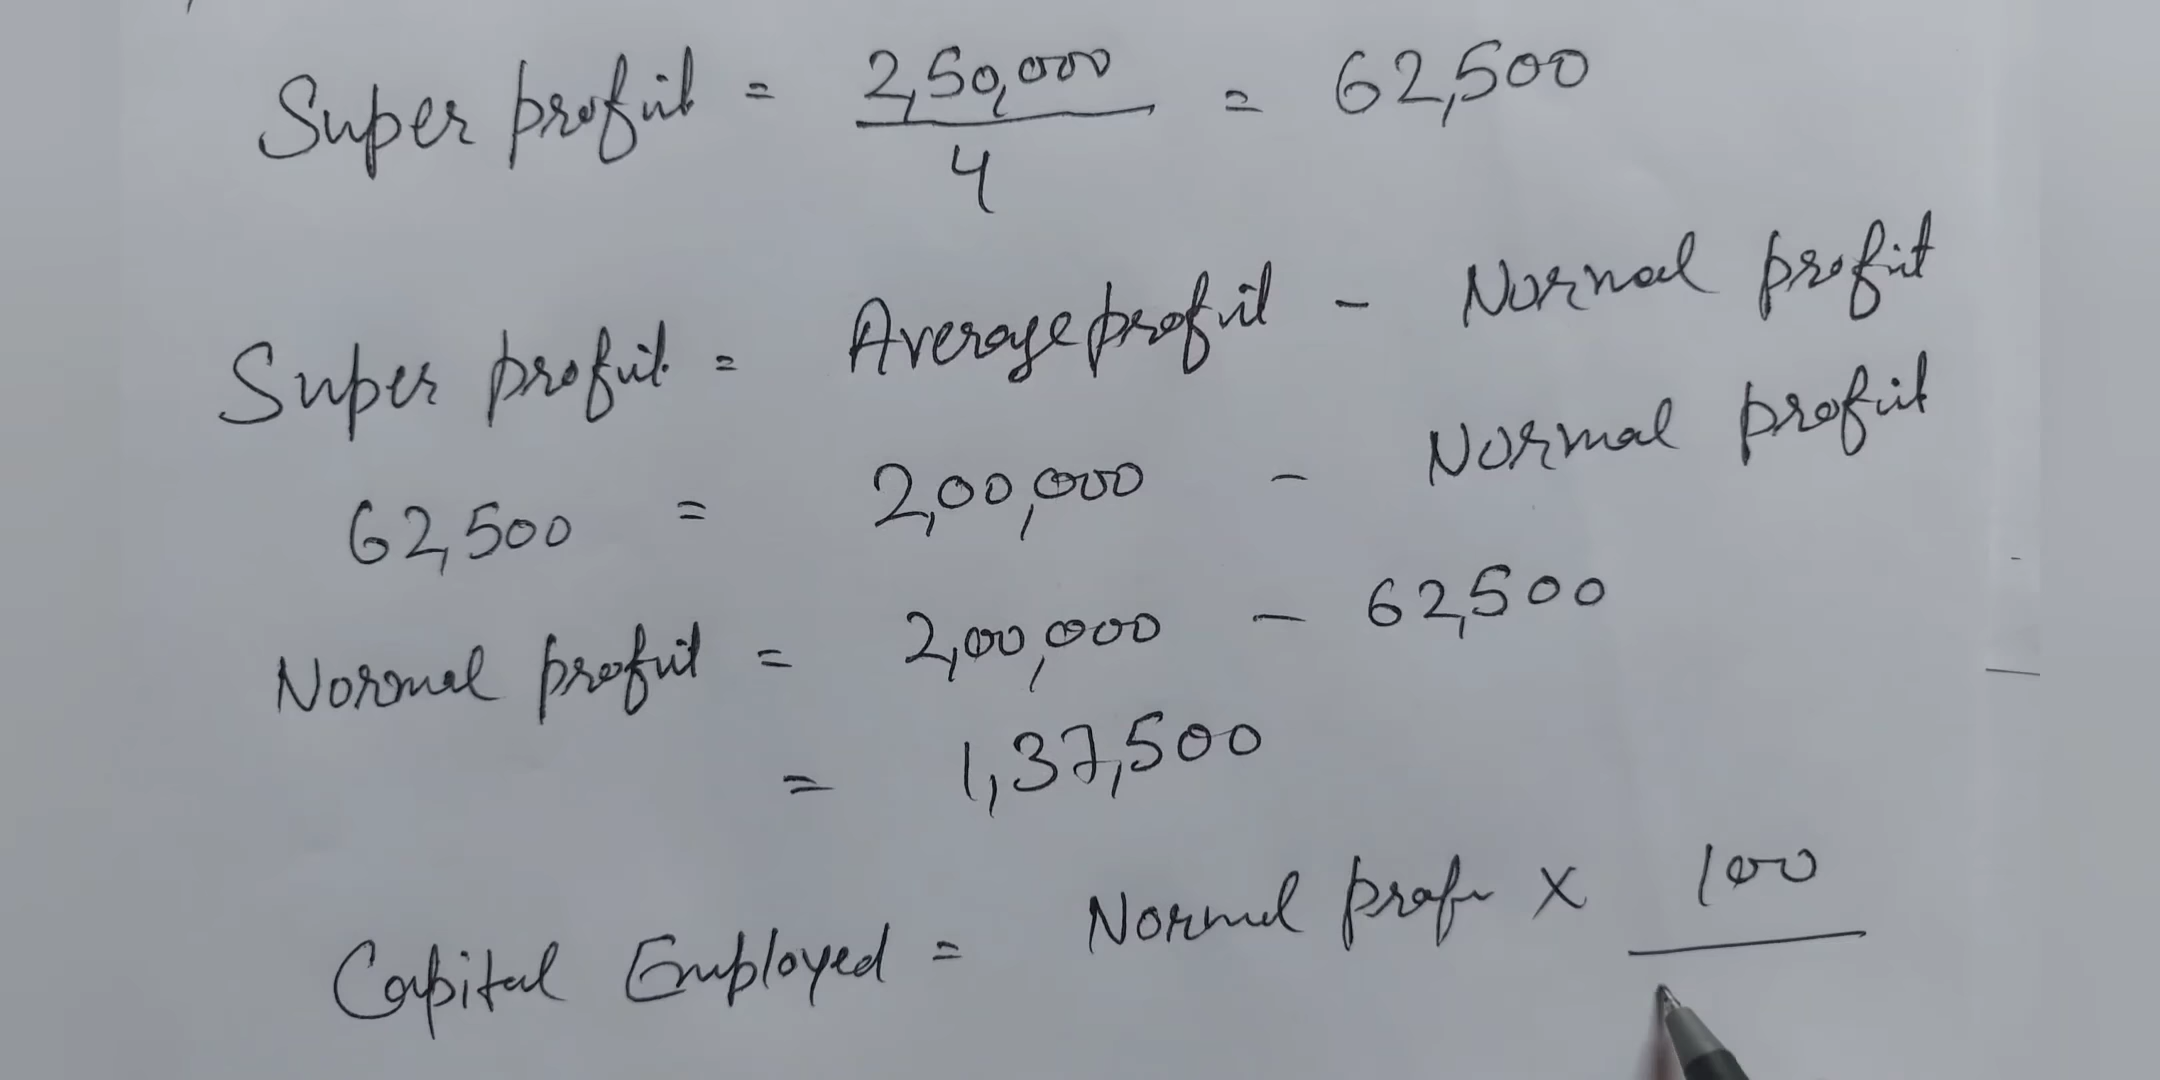 Super profit = 2,50,000 / 4 = 62,500
Super profit = Average profit - Normal profit
62,500 = 2,00,000 - Normal profit
Normal profit = 2,00,000 - 62,500
= 1,37,500
Capital Employed = Normal profi × 100